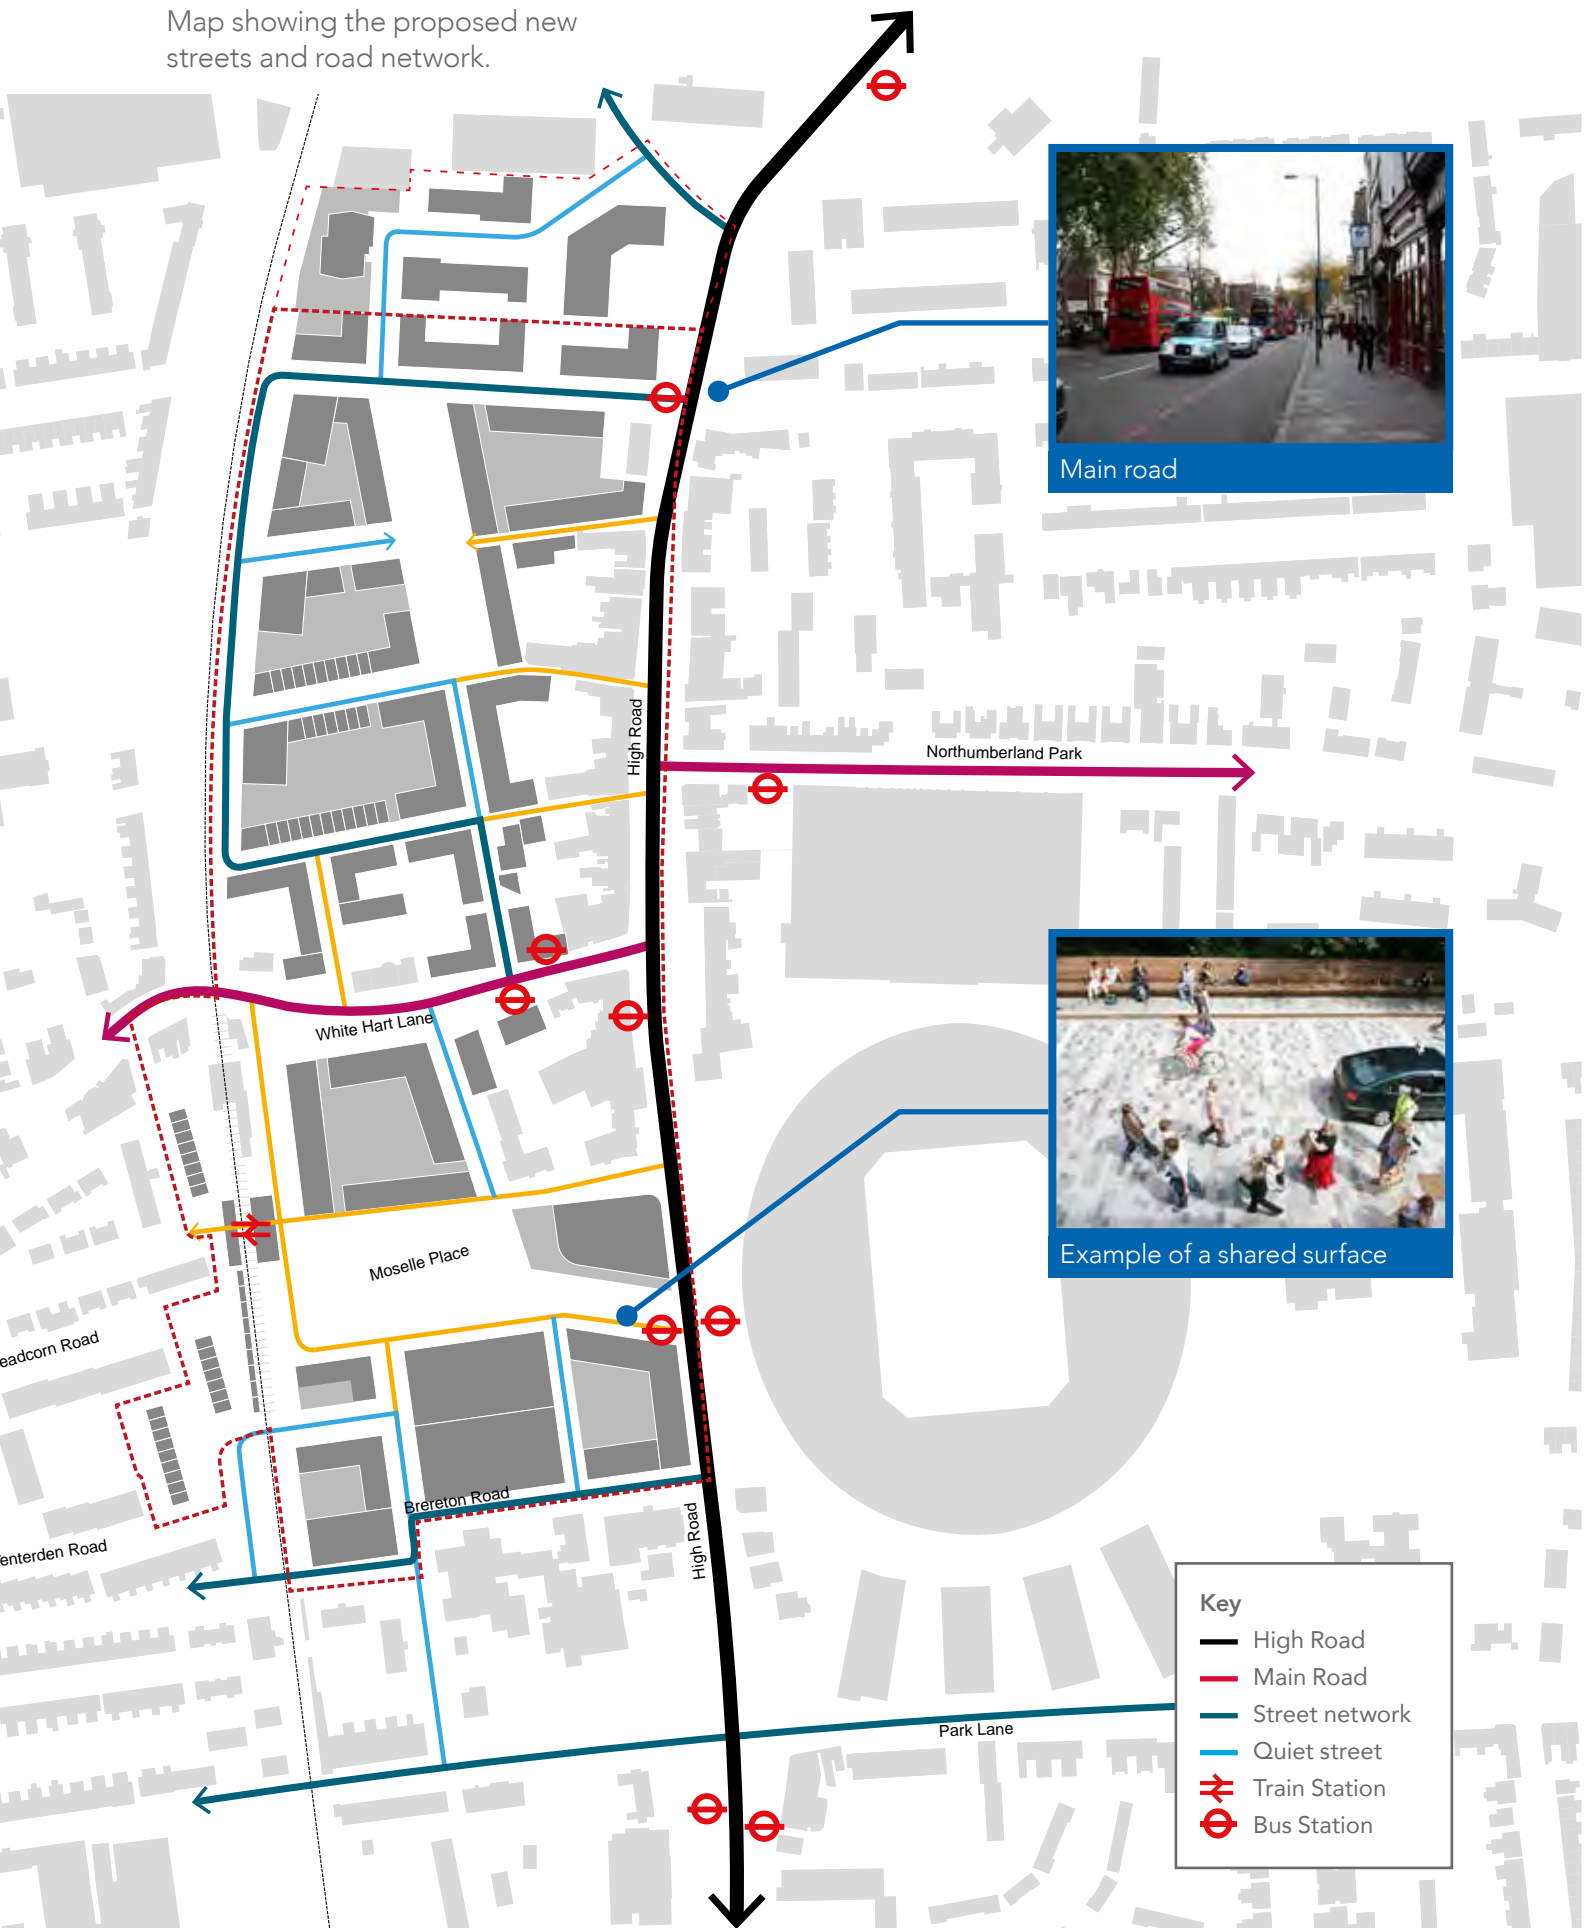 Map showing the proposed new
streets and road network.
Main road
High Road
Northumberland Park
White Hart Lane
Example of a shared surface
Moselle Place
eadcorn Road
Brereton Road
High Road
enterden Road
Park Lane
Key
High Road
Main Road
Street network
Quiet street
Train Station
Bus Station